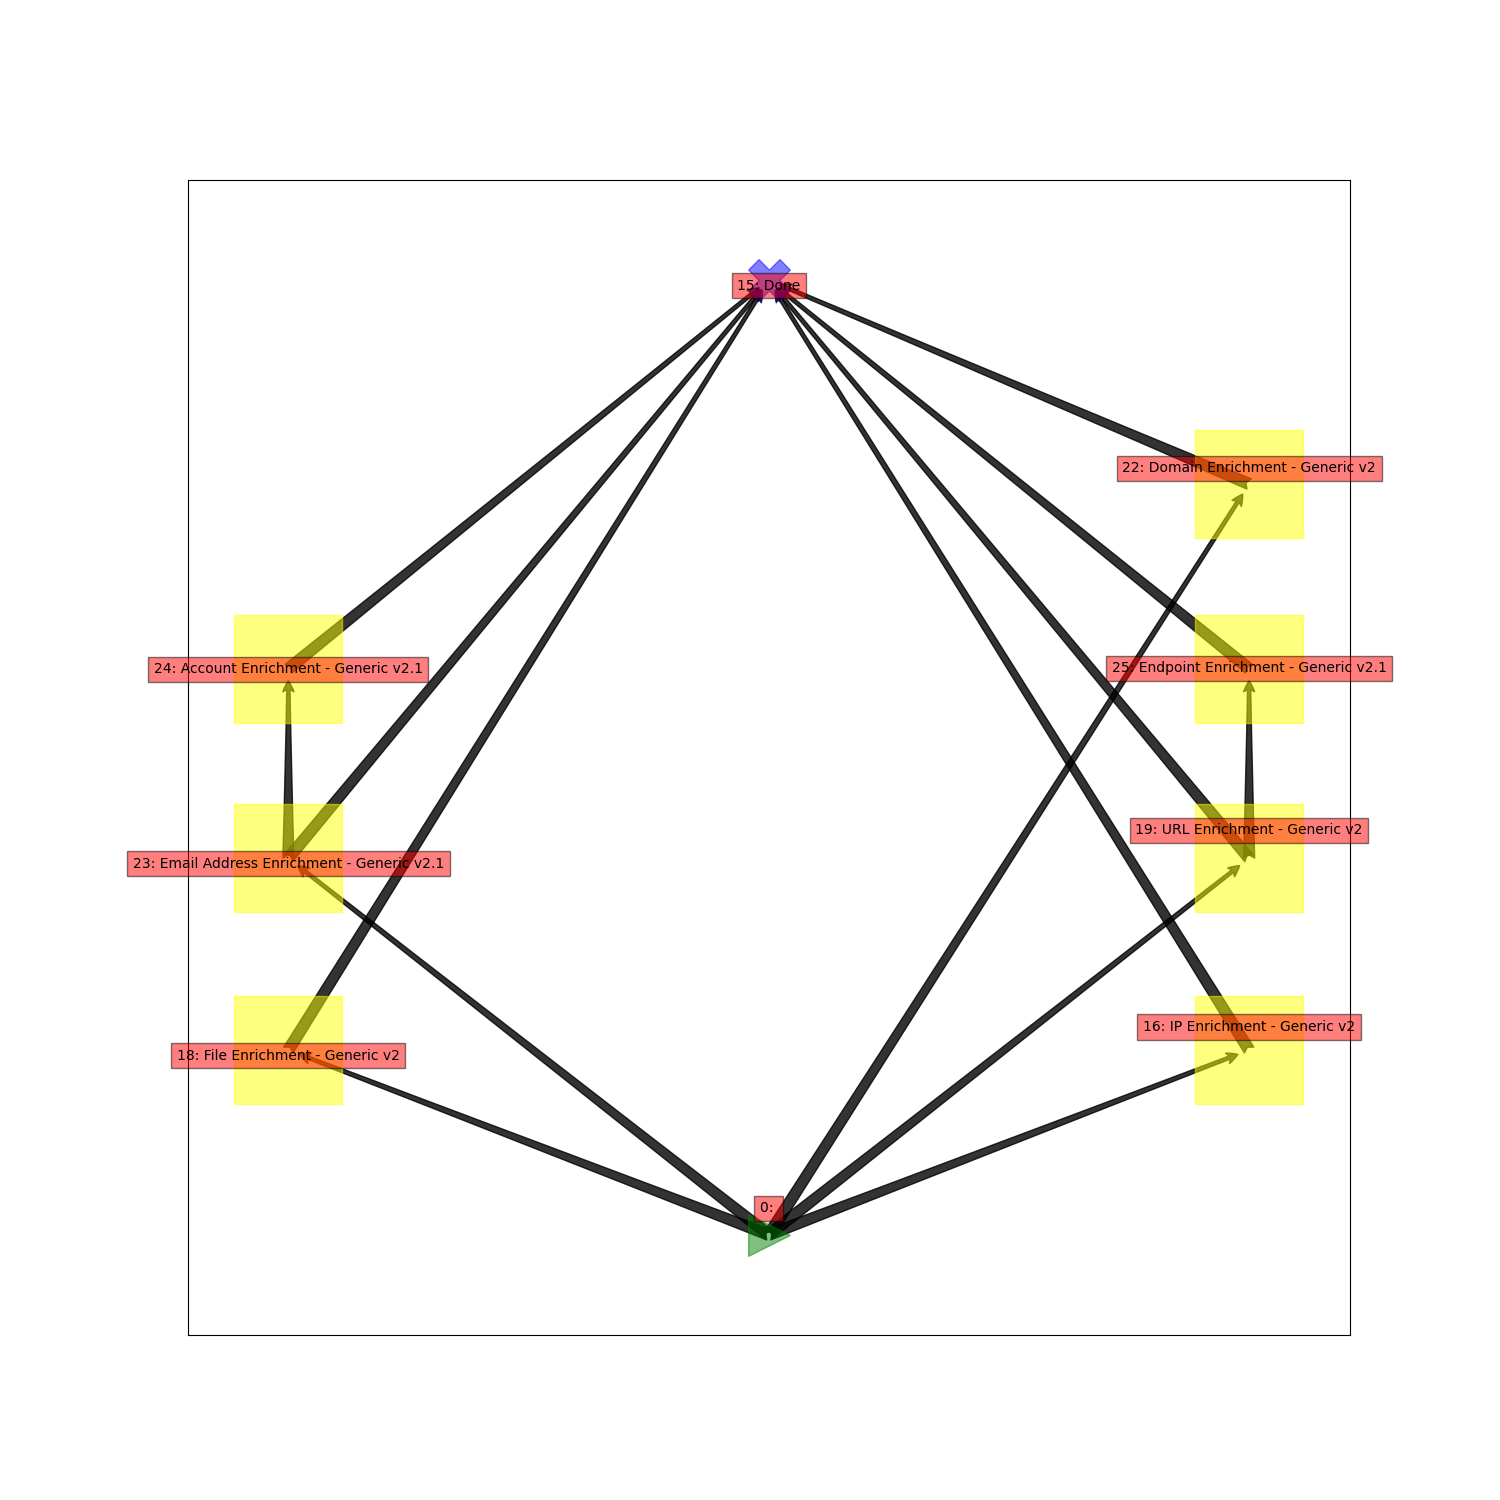 15: Done
22: Domain Enrichment - Generic v2
24: Account Enrichment - Generic v2.1
25: Endpoint Enrichment - Generic v2.1
19: URL Enrichment - Generic v2
23: Email Address Enrichment - Generic v2.1
16: IP Enrichment - Generic v2
18: File Enrichment - Generic v2
0: